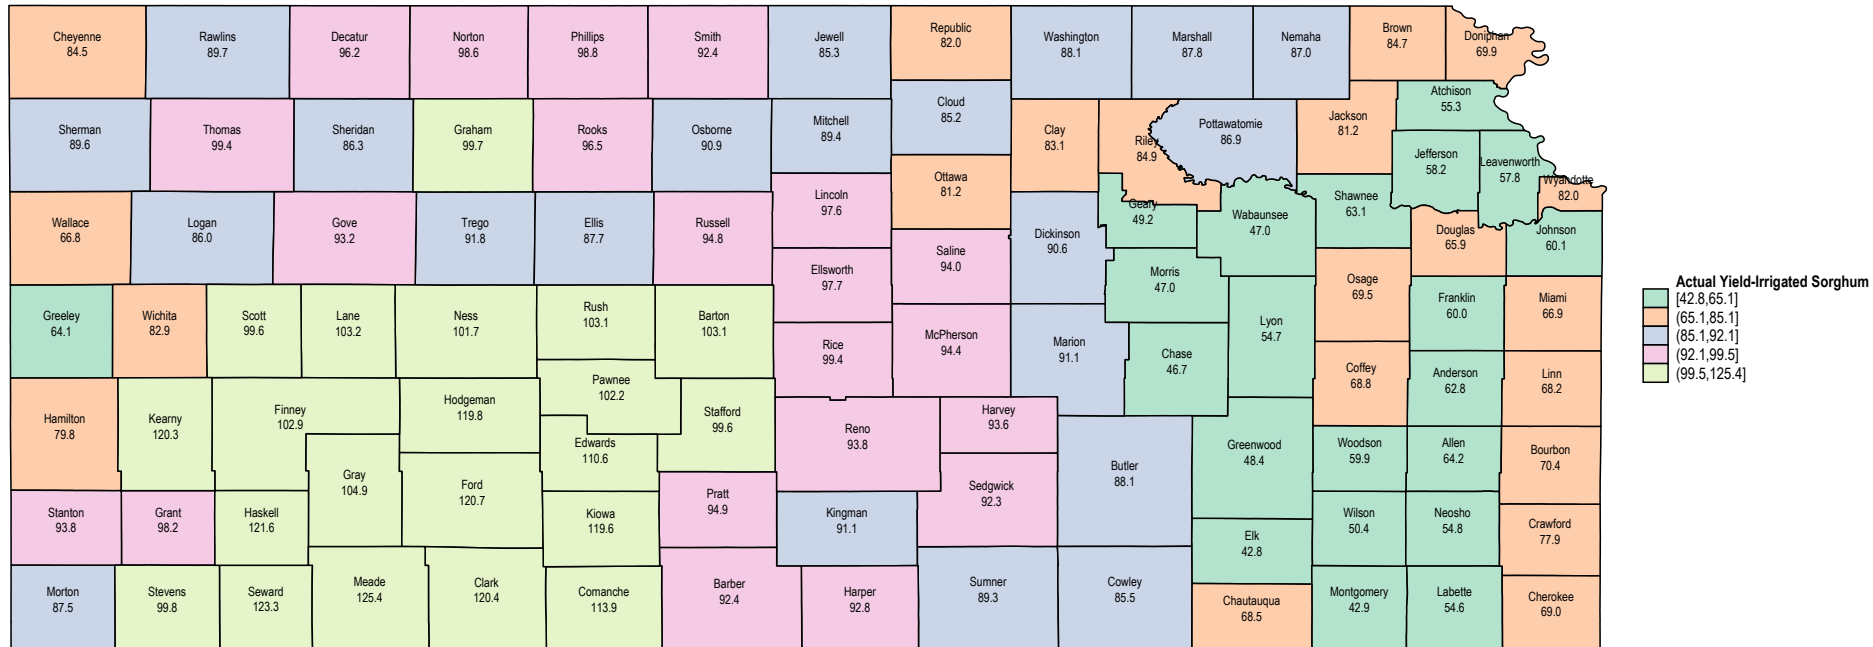 Cheyenne
84.5
Rawlins
89.7
Decatur
96.2
Norton
98.6
Phillips
98.8
Smith
92.4
Jewell
85.3
Republic
82.0
Washington
88.1
Marshall
87.8
Nemaha
87.0
Brown
84.7
Doniphan
69.9
Atchison
55.3
Sherman
89.6
Thomas
99.4
Sheridan
86.3
Graham
99.7
Rooks
96.5
Osborne
90.9
Mitchell
89.4
Cloud
85.2
Clay
83.1
Riley
84.9
Pottawatomie
86.9
Jackson
81.2
Jefferson
58.2
Leavenworth
57.8
Wyandotte
82.0
Ottawa
81.2
Lincoln
97.6
Wallace
66.8
Logan
86.0
Gove
93.2
Trego
91.8
Ellis
87.7
Russell
94.8
Saline
94.0
Dickinson
90.6
Geary
49.2
Wabaunsee
47.0
Shawnee
63.1
Douglas
65.9
Johnson
60.1
Ellsworth
97.7
Morris
47.0
Osage
69.5
Franklin
60.0
Miami
66.9
Actual Yield-Irrigated Sorghum
[42.8,65.1]
(65.1,85.1]
(85.1,92.1]
(92.1,99.5]
(99.5,125.4]
Greeley
64.1
Wichita
82.9
Scott
99.6
Lane
103.2
Ness
101.7
Rush
103.1
Barton
103.1
Rice
99.4
McPherson
94.4
Marion
91.1
Chase
46.7
Lyon
54.7
Coffey
68.8
Anderson
62.8
Linn
68.2
Hamilton
79.8
Kearny
120.3
Finney
102.9
Hodgeman
119.8
Pawnee
102.2
Stafford
99.6
Edwards
110.6
Reno
93.8
Harvey
93.6
Butler
88.1
Greenwood
48.4
Woodson
59.9
Allen
64.2
Bourbon
70.4
Gray
104.9
Ford
120.7
Stanton
93.8
Grant
98.2
Haskell
121.6
Kiowa
119.6
Pratt
94.9
Kingman
91.1
Sedgwick
92.3
Elk
42.8
Wilson
50.4
Neosho
54.8
Crawford
77.9
Morton
87.5
Stevens
99.8
Seward
123.3
Meade
125.4
Clark
120.4
Comanche
113.9
Barber
92.4
Harper
92.8
Sumner
89.3
Cowley
85.5
Chautauqua
68.5
Montgomery
42.9
Labette
54.6
Cherokee
69.0